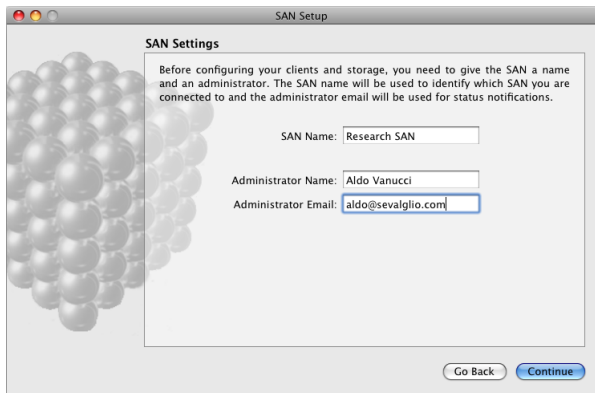 SAN Setup
SAN Settings
Before configuring your clients and storage, you need to give the SAN a name
and an administrator. The SAN name will be used to identify which SAN you are
connected to and the administrator email will be used for status notifications.
SAN Name: Research SAN
Administrator Name: Aldo Vanucci
Administrator Email: aldo@sevalglio.com
Go Back Continue